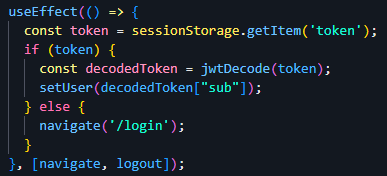 useEffect(() => {
  const token = sessionStorage.getItem('token');
  if (token) {
    const decodedToken = jwtDecode(token);
    setUser(decodedToken["sub"]);
  } else {
    navigate('/login');
  }
}, [navigate, logout]);